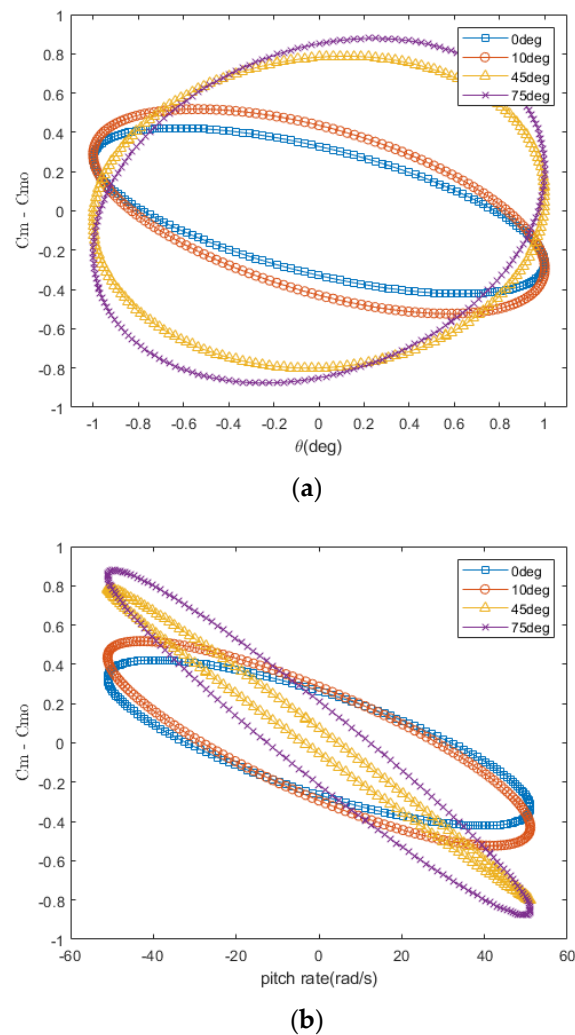 1
0.8
0.6
0.4
0.2
0
-0.2
-0.4
-0.6
-0.8
-1
Cm - Cmo
0deg
10deg
45deg
75deg
-1 -0.8 -0.6 -0.4 -0.2 0 0.2 0.4 0.6 0.8 1
θ(deg)
(a)
1
0.8
0.6
0.4
0.2
0
-0.2
-0.4
-0.6
-0.8
-1
Cm - Cmo
0deg
10deg
45deg
75deg
-60 -40 -20 0 20 40 60
pitch rate(rad/s)
(b)